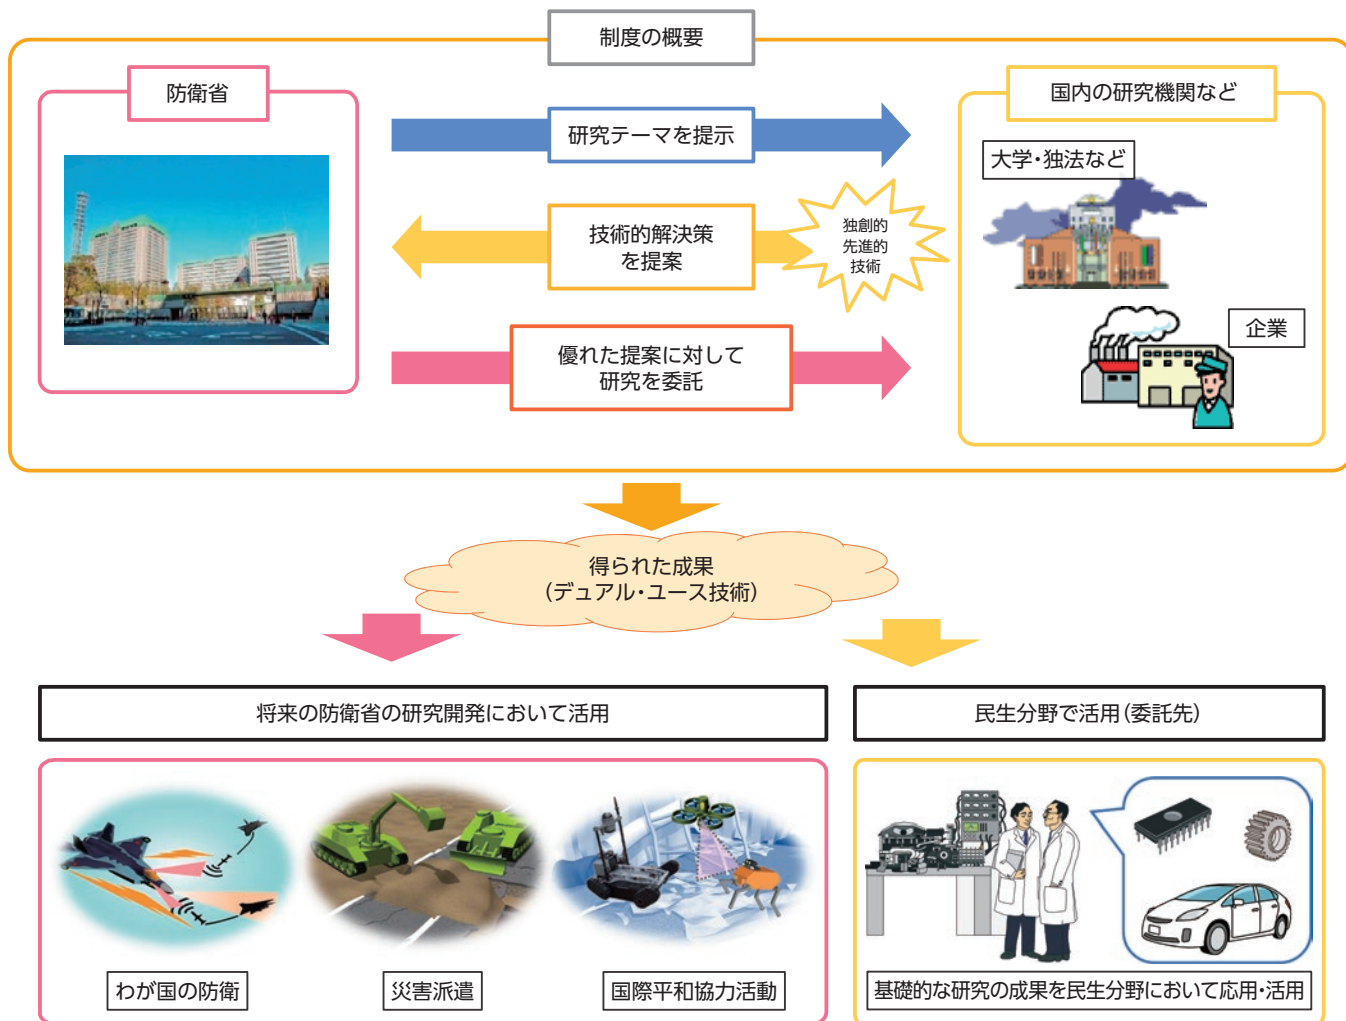 制度の概要
防衛省
国内の研究機関など
研究テーマを提示
大学・独法など
技術的解決策
を提案
独創的
先進的
技術
企業
優れた提案に対して
研究を委託
得られた成果
(デュアル・ユース技術)
将来の防衛省の研究開発において活用
民生分野で活用(委託先)
わが国の防衛
災害派遣
国際平和協力活動
基礎的な研究の成果を民生分野において応用・活用